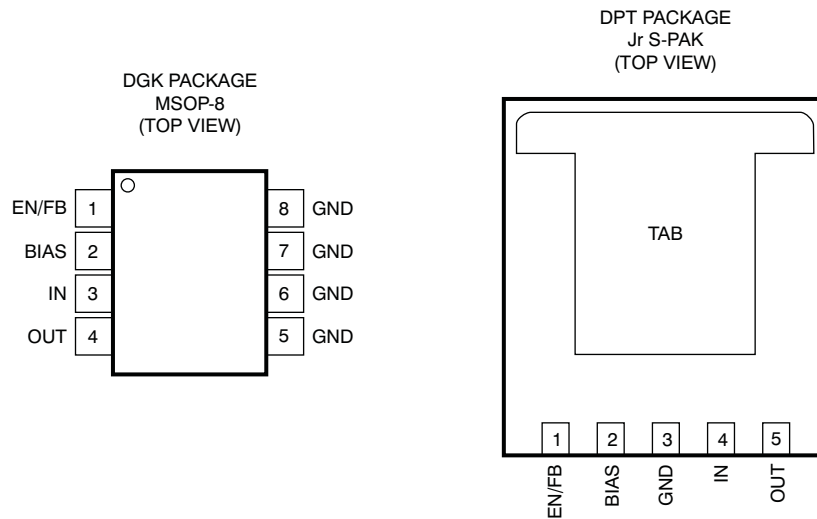 DGK PACKAGE
MSOP-8
(TOP VIEW)
EN/FB 1 8 GND
BIAS 2 7 GND
IN 3 6 GND
OUT 4 5 GND
DPT PACKAGE
Jr S-PAK
(TOP VIEW)
TAB
1 2 3 4 5
EN/FB BIAS GND IN OUT